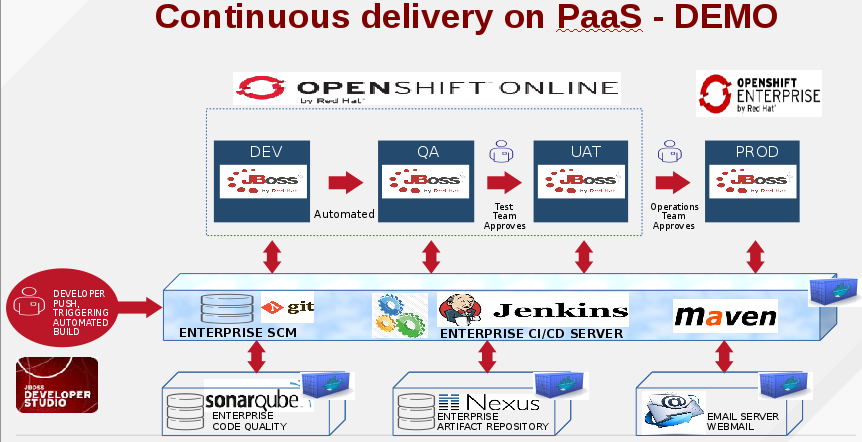 Continuous delivery on PaaS - DEMO
OPENSHIFT ONLINE
by Red Hat
OPENSHIFT
ENTERPRISE
by Red Hat
DEV
QA
UAT
PROD
JBoss
by Red Hat
JBoss
by Red Hat
JBoss
by Red Hat
JBoss
by Red Hat
Automated
Test
Team
Approves
Operations
Team
Approves
DEVELOPER
PUSH,
TRIGGERING
AUTOMATED
BUILD
git
ENTERPRISE SCM
Jenkins
ENTERPRISE CI/CD SERVER
maven
JBOSS
DEVELOPER
STUDIO
sonarqube
ENTERPRISE
CODE QUALITY
Nexus
ENTERPRISE
ARTIFACT REPOSITORY
@
EMAIL SERVER
WEBMAIL